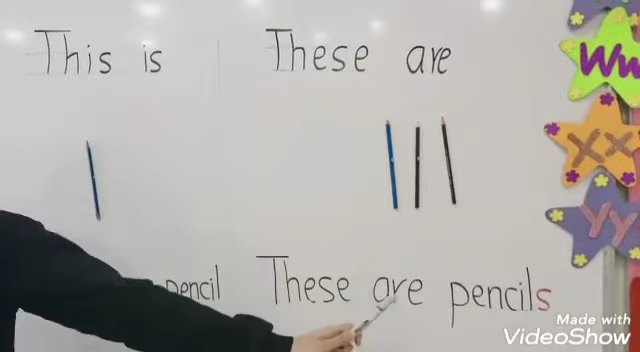 This is
These are
pencil
These are pencils
Ww
Xx
Yy
Made with
VideoShow